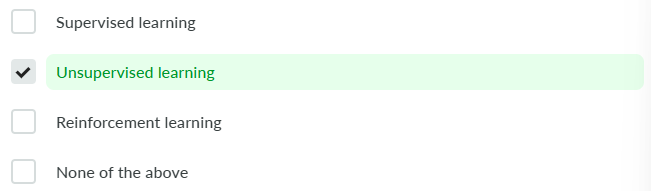 Supervised learning
Unsupervised learning
Reinforcement learning
None of the above